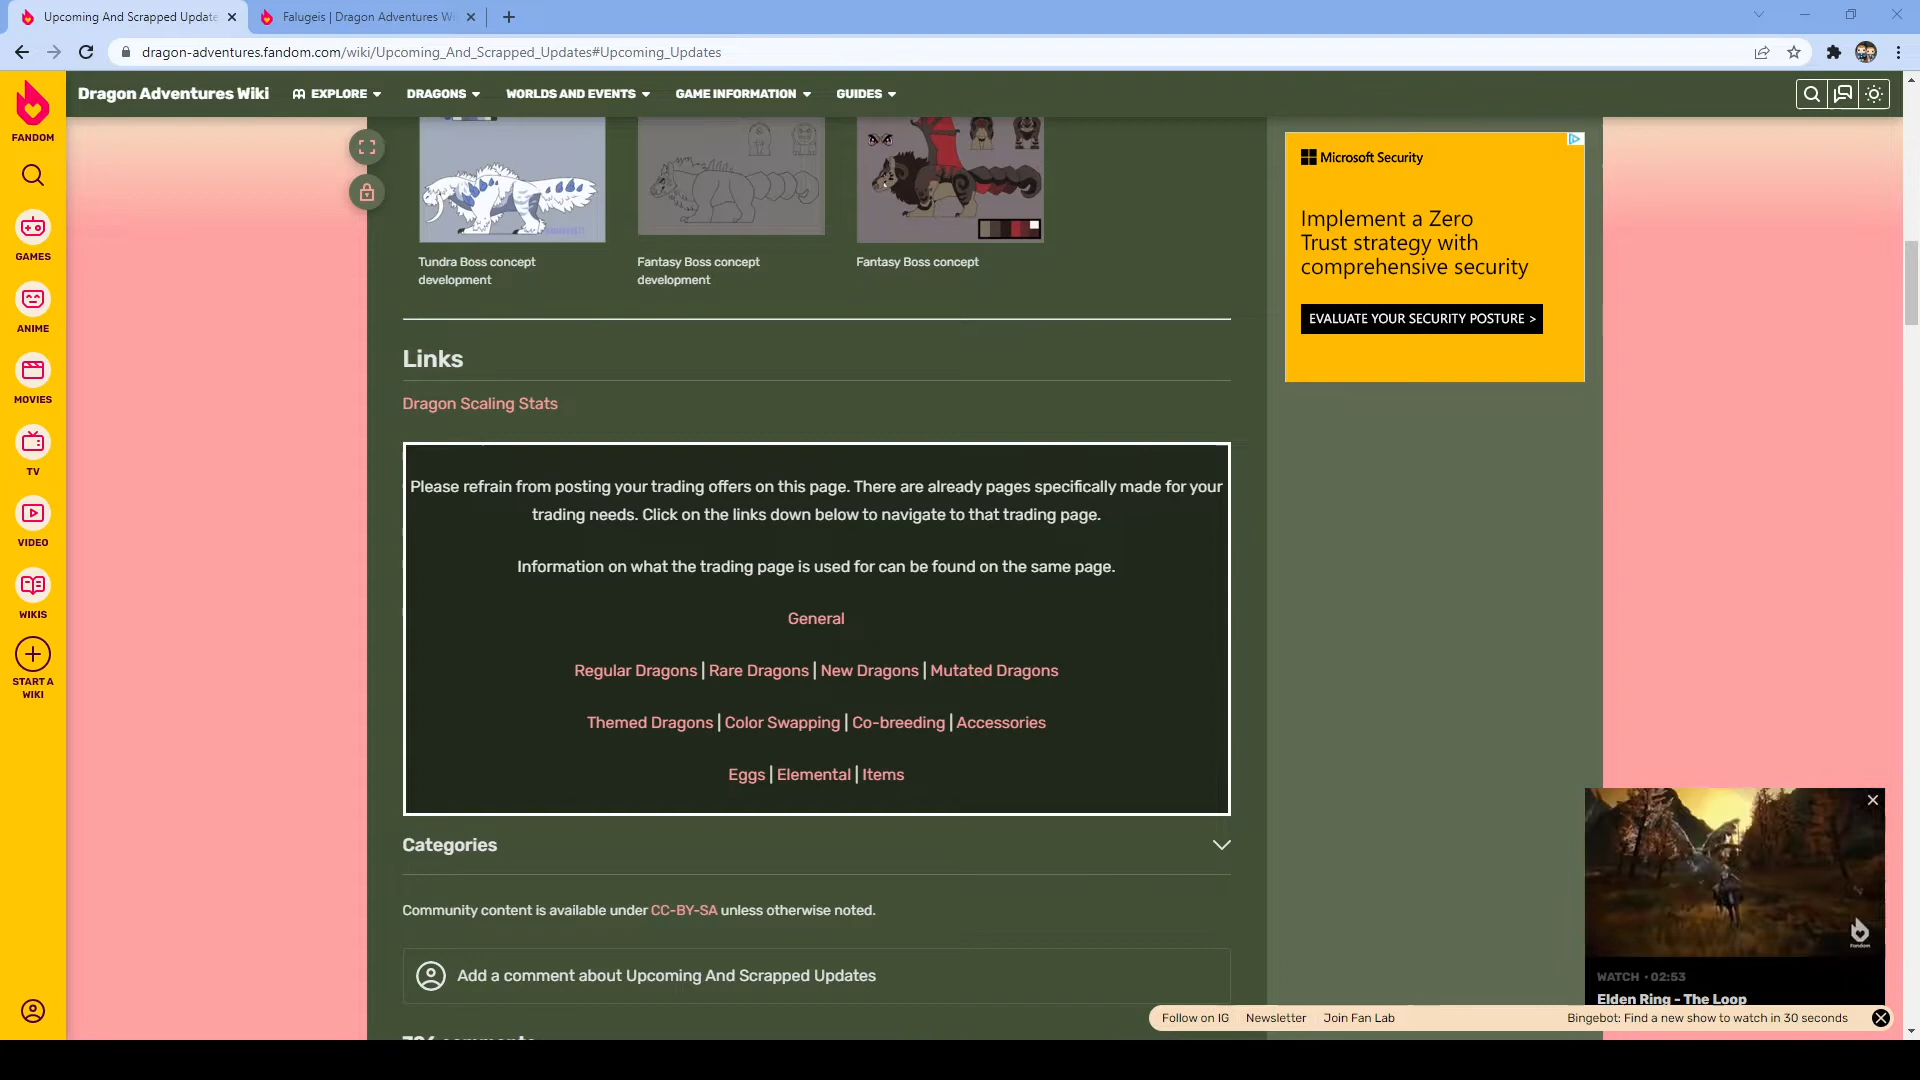 Upcoming And Scrapped Update
Falugeis | Dragon Adventures Wi
dragon-adventures.fandom.com/wiki/Upcoming_And_Scrapped_Updates#Upcoming_Updates
Dragon Adventures Wiki
EXPLORE
DRAGONS
WORLDS AND EVENTS
GAME INFORMATION
GUIDES
FANDOM
GAMES
ANIME
MOVIES
TV
VIDEO
WIKIS
START A
WIKI
Tundra Boss concept
development
Fantasy Boss concept
development
Fantasy Boss concept
Links
Dragon Scaling Stats
Please refrain from posting your trading offers on this page. There are already pages specifically made for your
trading needs. Click on the links down below to navigate to that trading page.
Information on what the trading page is used for can be found on the same page.
General
Regular Dragons | Rare Dragons | New Dragons | Mutated Dragons
Themed Dragons | Color Swapping | Co-breeding | Accessories
Eggs | Elemental | Items
Categories
Community content is available under CC-BY-SA unless otherwise noted.
Add a comment about Upcoming And Scrapped Updates
Microsoft Security
Implement a Zero
Trust strategy with
comprehensive security
EVALUATE YOUR SECURITY POSTURE >
Fandom
WATCH • 02:53
Elden Ring - The Loop
Follow on IG
Newsletter
Join Fan Lab
Bingebot: Find a new show to watch in 30 seconds